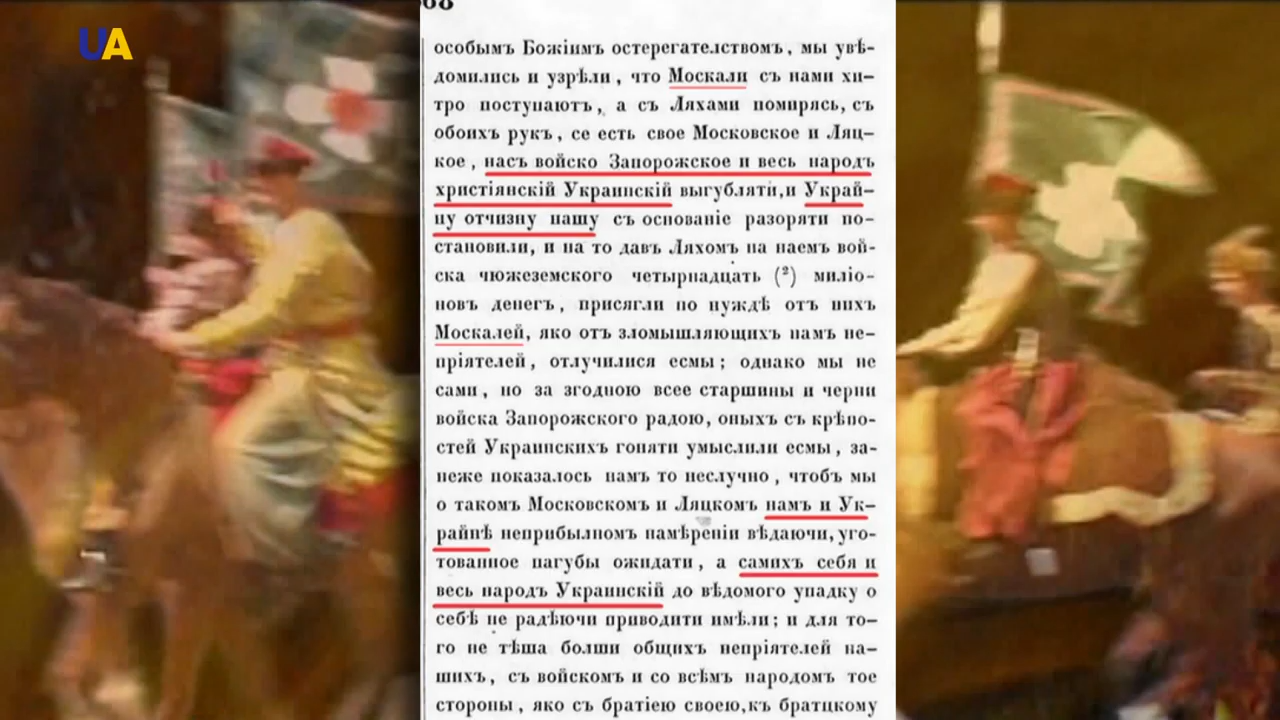 UA
68
особымъ Божіимъ остерегателствомъ, мы увѣ-
домились и узрѣли, что Москали съ нами хи-
тро поступаютъ, а съ Ляхами помирясь, съ
обоихъ рукъ, се есть свое Московское и Ляц-
кое, насъ войско Запорожское и весь народъ
христіянскій Украинскій выгубляти, и Украй-
ну отчизну нашу съ основаніе разоряти по-
становили, и на то давъ Ляхомъ на наемъ вой-
ска чюжеземского четырнадцать (²) миліо-
новъ денегъ, присягли по нуждѣ отъ нихъ
Москалей, яко отъ зломышляющихъ намъ не-
пріятелей, отлучилися есмы; однако мы не
сами, но за згодною всее старшины и черни
войска Запорожского радою, оныхъ съ крѣпо-
стей Украинскихъ гоняти умыслили есмы, за-
неже показалось намъ то неслучно, чтобъ мы
о такомъ Московскомъ и Ляцкомъ намъ и Ук-
райнѣ неприбылномъ намѣреніи вѣдаючи, уго-
тованное пагубы ожидати, а самихъ себя и
весь народъ Украинскій до вѣдомого упадку о
себѣ не радѣючи приводити имѣли; и для то-
го не тѣша болши общихъ непріятелей на-
шихъ, съ войскомъ и со всѣмъ народомъ тое
стороны, яко съ братіею своею, къ братцкому